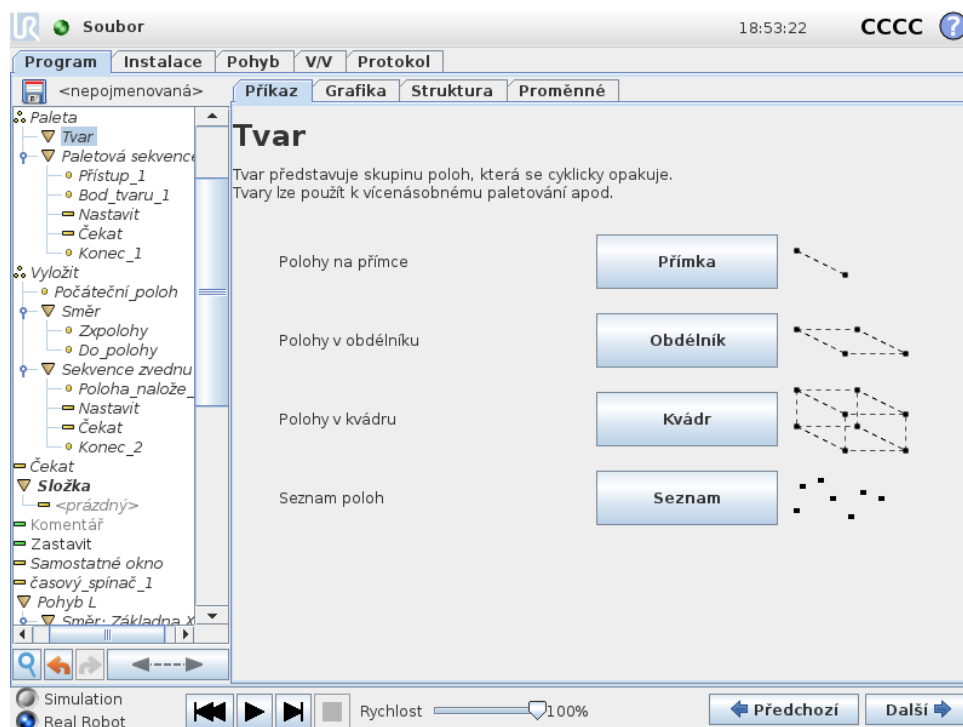 UR Soubor 18:53:22 CCCC ?
Program Instalace Pohyb V/V Protokol
<nepojmenovaná>
Příkaz Grafika Struktura Proměnné
Paleta
Tvar
Paletová sekvence
Přístup_1
Bod_tvaru_1
Nastavit
Čekat
Konec_1
Vyložit
Počáteční_poloh
Směr
Zxpolohy
Do_polohy
Sekvence zvednu
Poloha_nalože_
Nastavit
Čekat
Konec_2
Čekat
Složka
<prázdný>
Komentář
Zastavit
Samostatné okno
časový_spínač_1
Pohyb L
Směr: Základna X
Tvar
Tvar představuje skupinu poloh, která se cyklicky opakuje.
Tvary lze použít k vícenásobnému paletování apod.
Polohy na přímce Přímka
Polohy v obdélníku Obdélník
Polohy v kvádru Kvádr
Seznam poloh Seznam
Simulation
Real Robot
Rychlost 100%
Předchozí Další